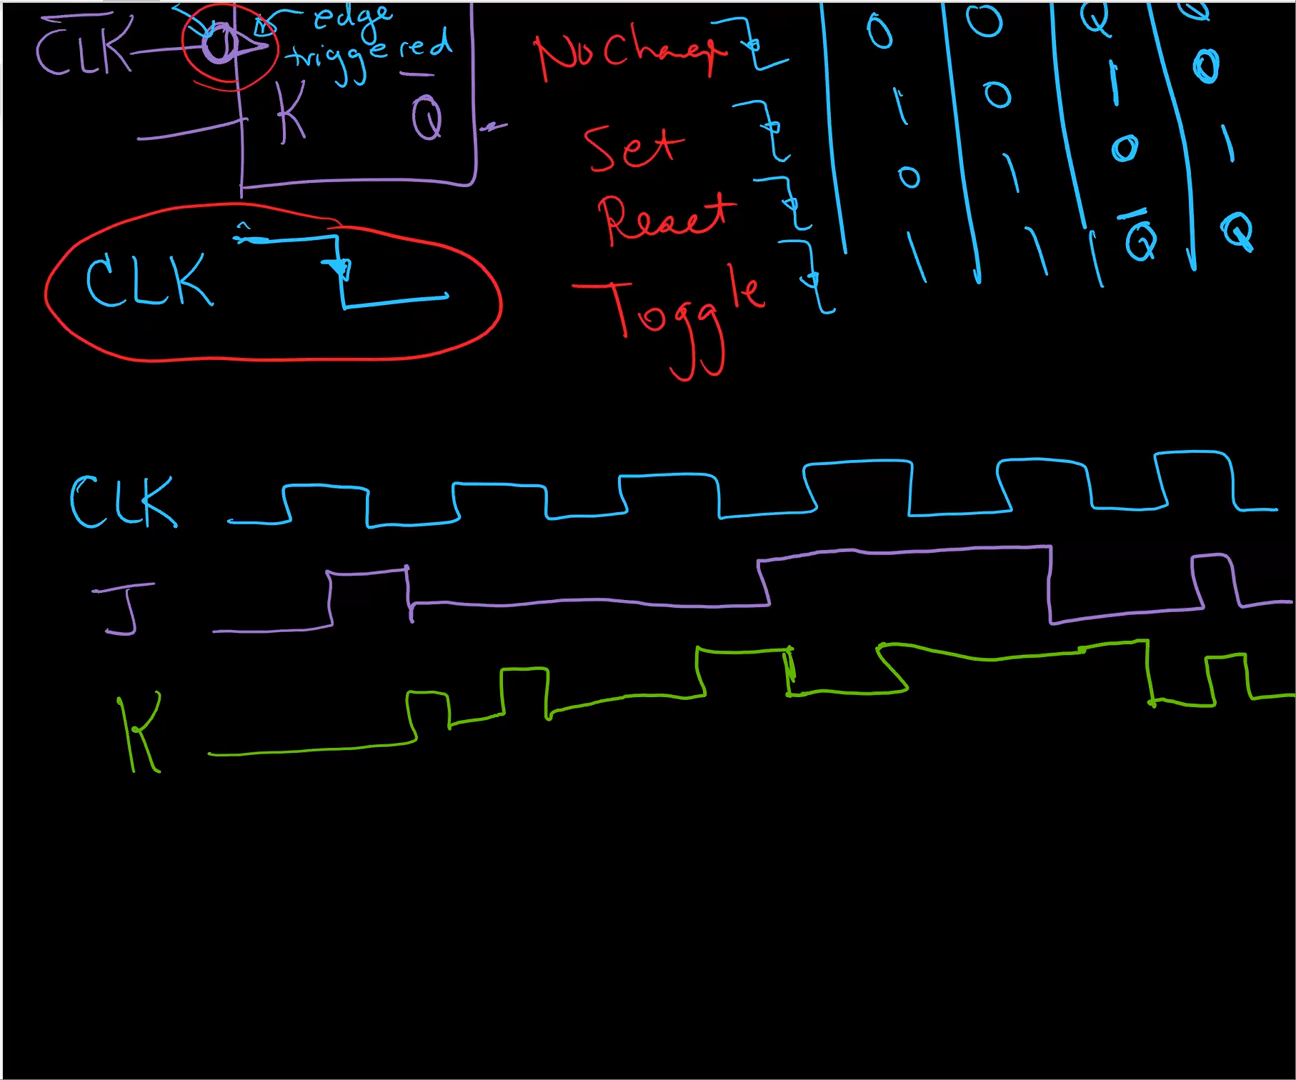 CLK edge
triggered
K Q̅
No Change 0 0 Q
1 0 1 0
Set
0 1 0 1
Reset
1 1 Q̅ Q
Toggle
CLK
CLK
J
K